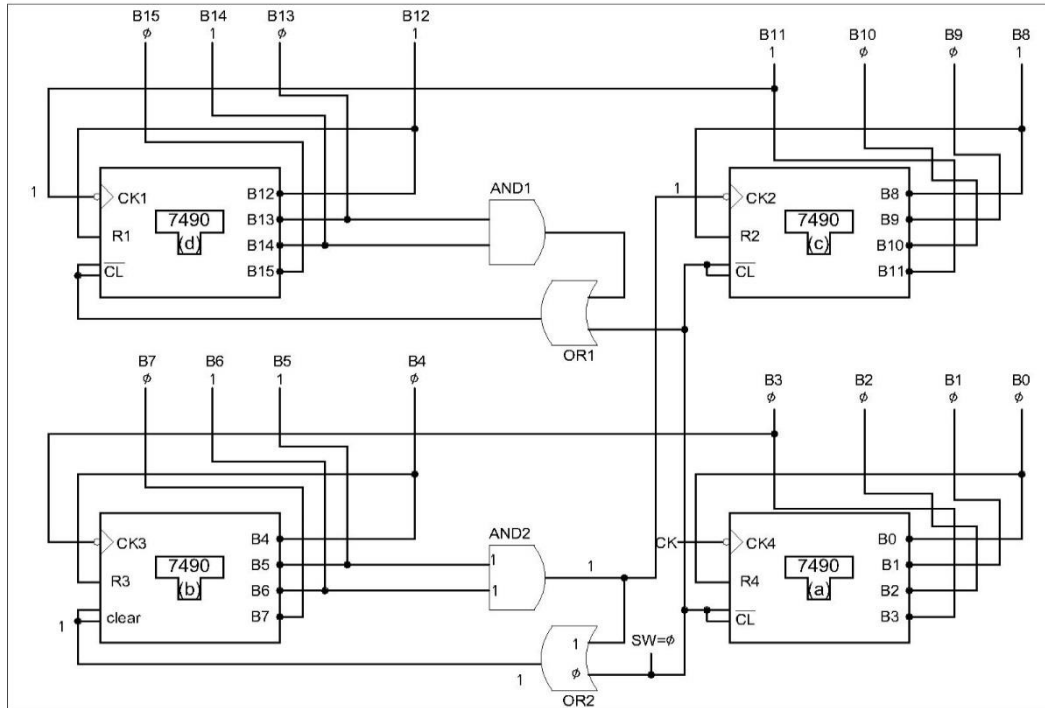 B15 B14 B13 B12 B11 B10 B9 B8
ϕ 1 ϕ 1 1 ϕ ϕ 1
1 CK1 B12 AND1 1 CK2 B8
7490 B13 7490 B9
R1 (d) B14 R2 (c) B10
CL B15 CL B11
OR1
B7 B6 B5 B4 B3 B2 B1 B0
ϕ 1 1 ϕ ϕ ϕ ϕ ϕ
AND2
CK3 B4 CK CK4 B0
7490 B5 1 1 7490 B1
R3 (b) B6 1 R4 (a) B2
1 clear B7 CL B3
1 SW=ϕ
1 ϕ
OR2